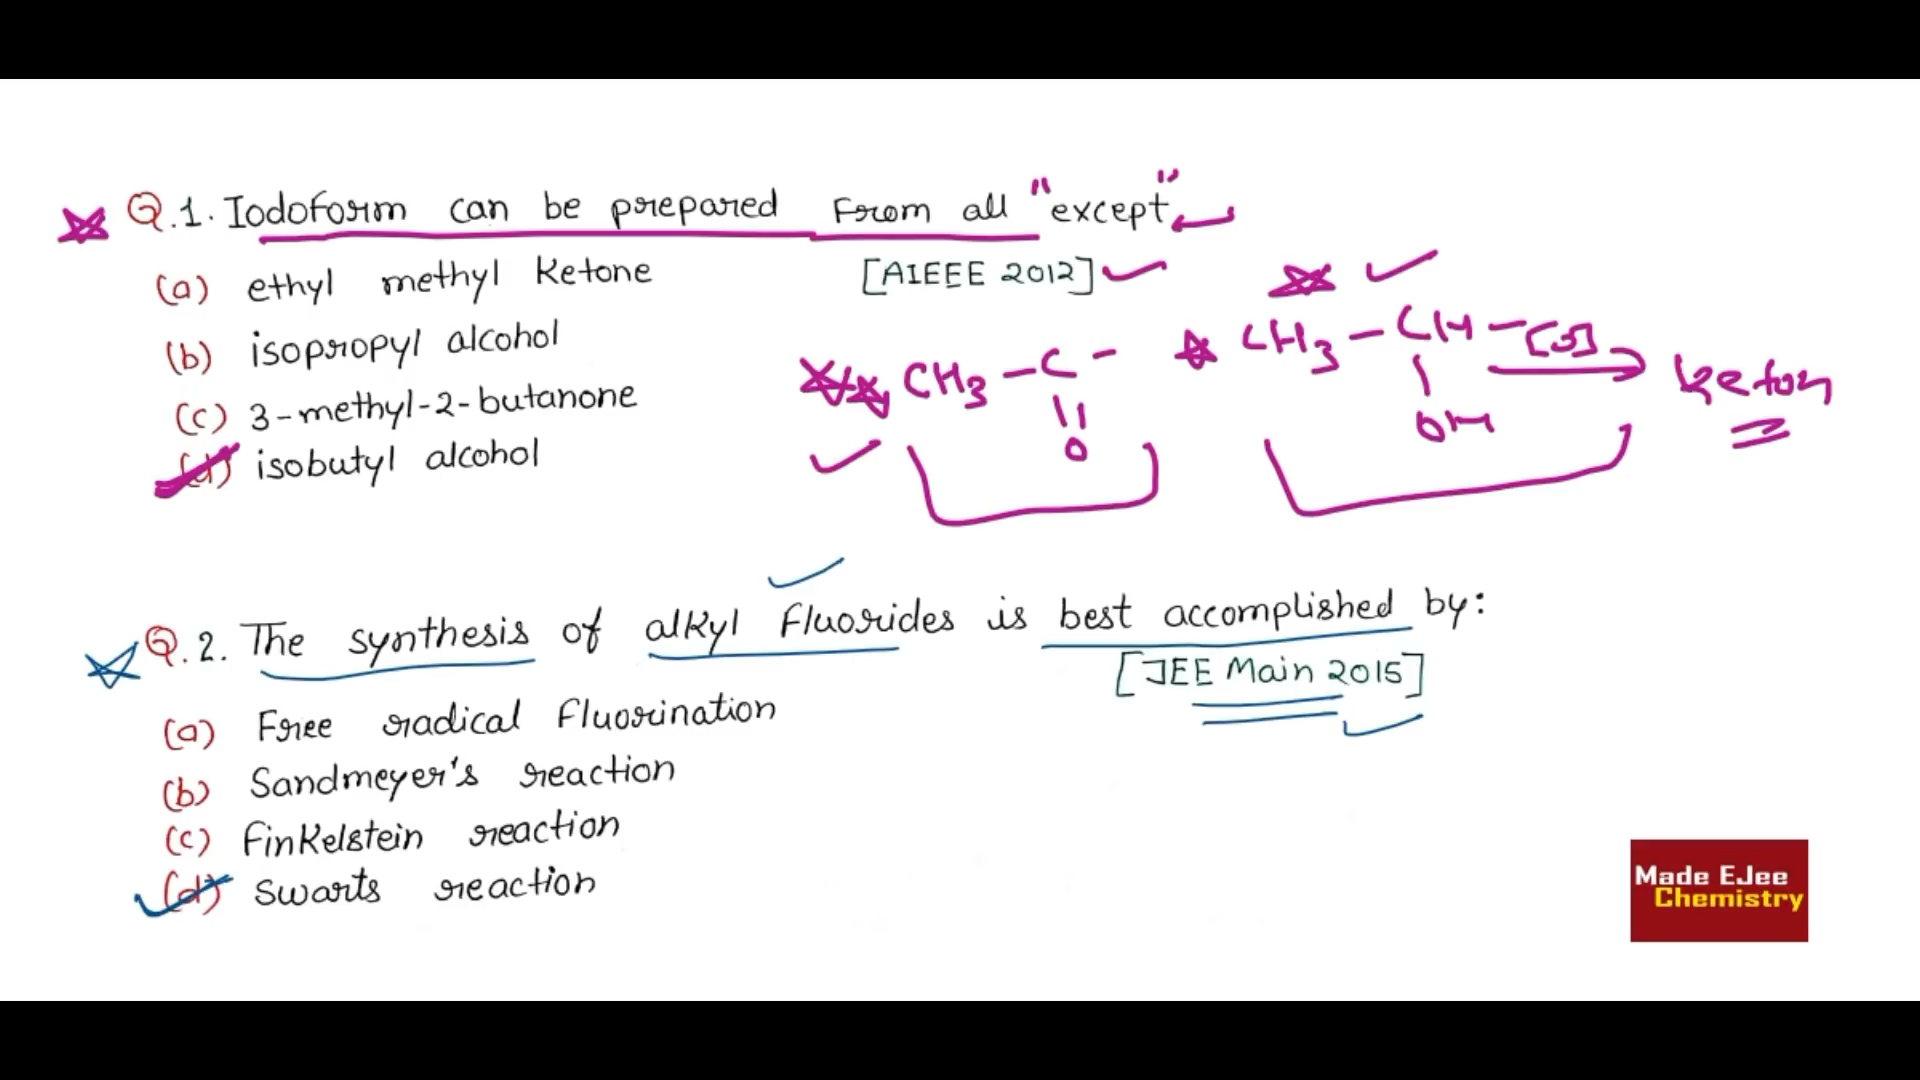 Q.1. Iodoform can be prepared from all "except"
(a) ethyl methyl ketone
[AIEEE 2012]
(b) isopropyl alcohol
(c) 3-methyl-2-butanone
(d) isobutyl alcohol
CH3-C-
||
O
CH3-CH-
|
OH
[O]
keton
Q.2. The synthesis of alkyl fluorides is best accomplished by:
[JEE Main 2015]
(a) Free radical fluorination
(b) Sandmeyer's reaction
(c) Finkelstein reaction
(d) Swarts reaction
Made EJee
Chemistry